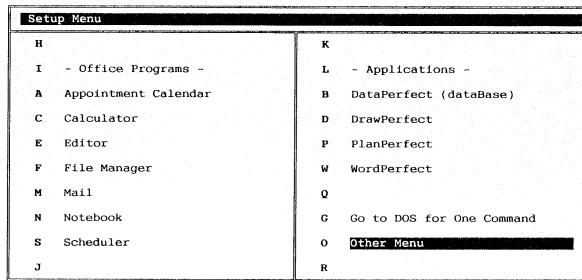 Setup Menu
H
I - Office Programs -
A Appointment Calendar
C Calculator
E Editor
F File Manager
M Mail
N Notebook
S Scheduler
J
K
L - Applications -
B DataPerfect (dataBase)
D DrawPerfect
P PlanPerfect
W WordPerfect
Q
G Go to DOS for One Command
O Other Menu
R